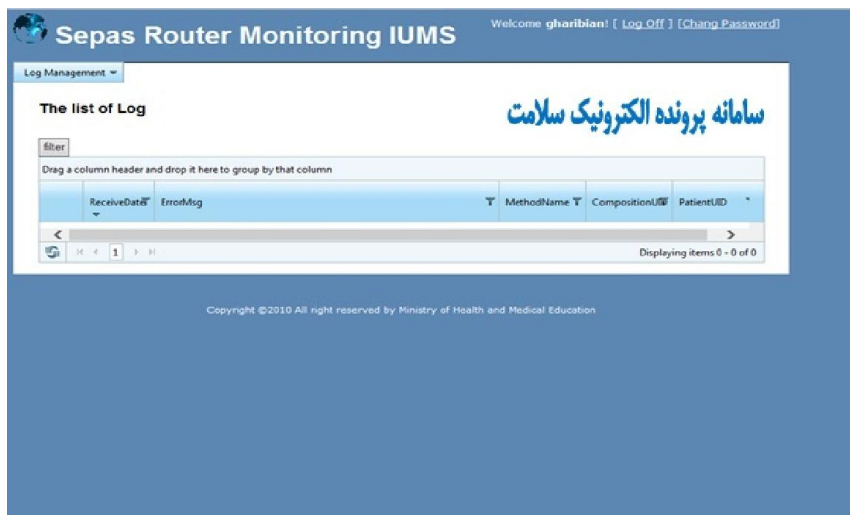 Sepas Router Monitoring IUMS
Welcome gharibian! [ Log Off ] [Chang Password]
Log Management
The list of Log
سامانه پرونده الکترونیک سلامت
filter
Drag a column header and drop it here to group by that column
ReceiveDate ErrorMsg MethodName CompositionUID PatientUID
1 Displaying items 0 - 0 of 0
Copyright ©2010 All right reserved by Ministry of Health and Medical Education